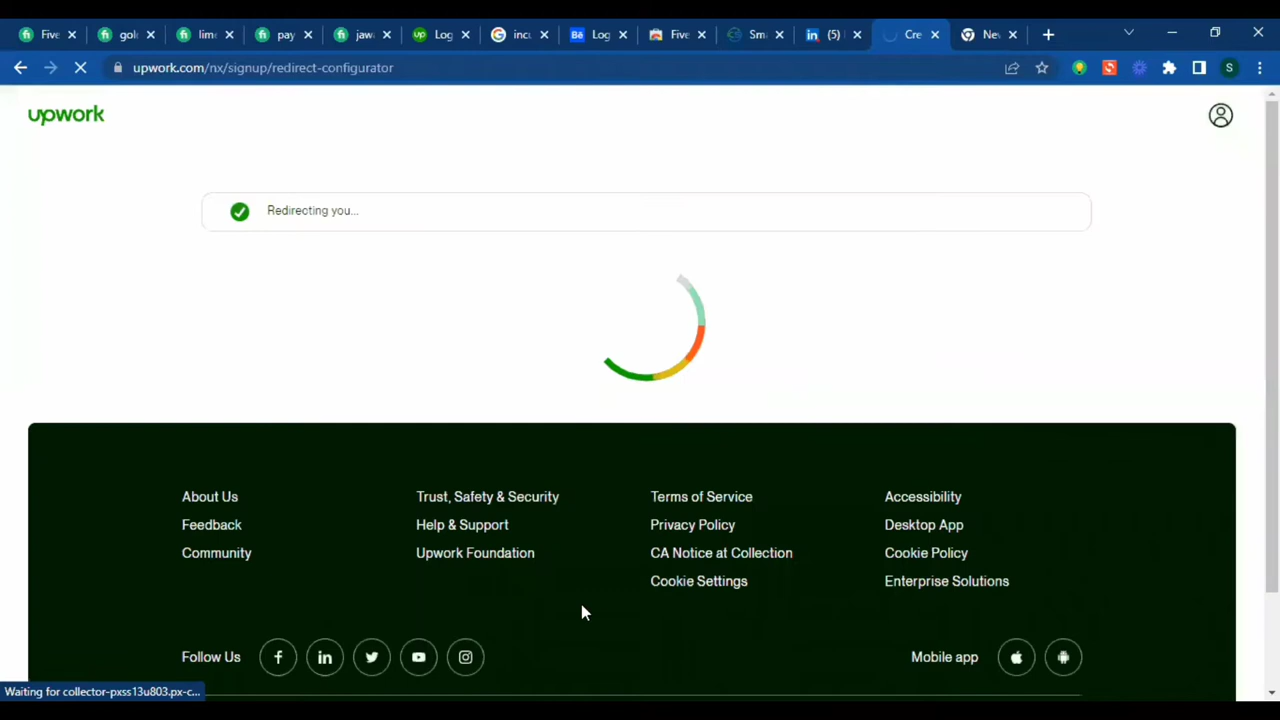 Five
gol
lim
pay
jaw
Log
inc
Bē Log
Five
Sm
in (5)
Cre
Nev
upwork.com/nx/signup/redirect-configurator
S
upwork
Redirecting you...
About Us
Trust, Safety & Security
Terms of Service
Accessibility
Feedback
Help & Support
Privacy Policy
Desktop App
Community
Upwork Foundation
CA Notice at Collection
Cookie Policy
Cookie Settings
Enterprise Solutions
Follow Us
Mobile app
Waiting for collector-pxss13u803.px-c...